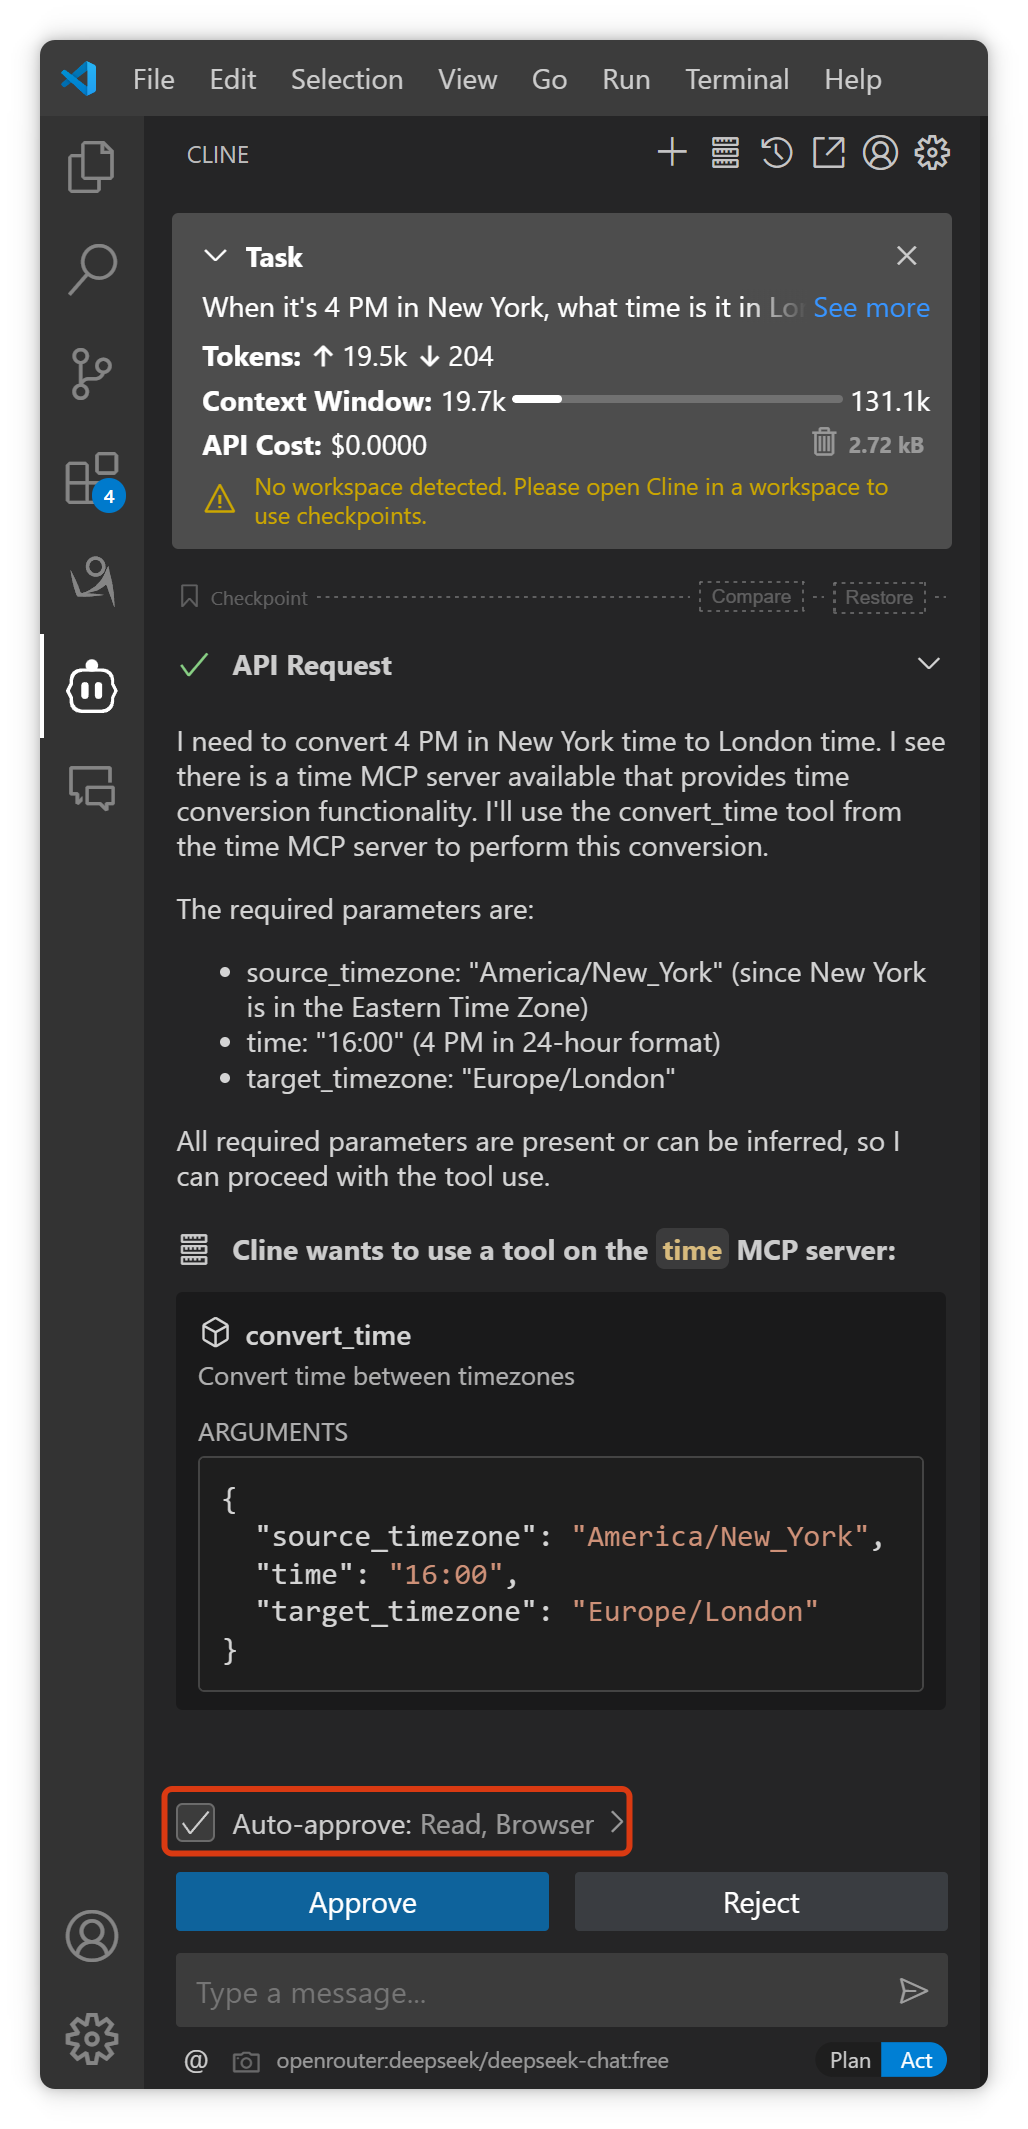 File Edit Selection View Go Run Terminal Help
CLINE
Task
When it's 4 PM in New York, what time is it in Lon See more
Tokens: ↑ 19.5k ↓ 204
Context Window: 19.7k 131.1k
API Cost: $0.0000 2.72 kB
No workspace detected. Please open Cline in a workspace to
use checkpoints.
Checkpoint Compare Restore
API Request
I need to convert 4 PM in New York time to London time. I see
there is a time MCP server available that provides time
conversion functionality. I'll use the convert_time tool from
the time MCP server to perform this conversion.
The required parameters are:
• source_timezone: "America/New_York" (since New York
is in the Eastern Time Zone)
• time: "16:00" (4 PM in 24-hour format)
• target_timezone: "Europe/London"
All required parameters are present or can be inferred, so I
can proceed with the tool use.
4
Cline wants to use a tool on the time MCP server:
convert_time
Convert time between timezones
ARGUMENTS
{
"source_timezone": "America/New_York",
"time": "16:00",
"target_timezone": "Europe/London"
}
Auto-approve: Read, Browser
Approve Reject
Type a message...
@ openrouter:deepseek/deepseek-chat:free Plan Act